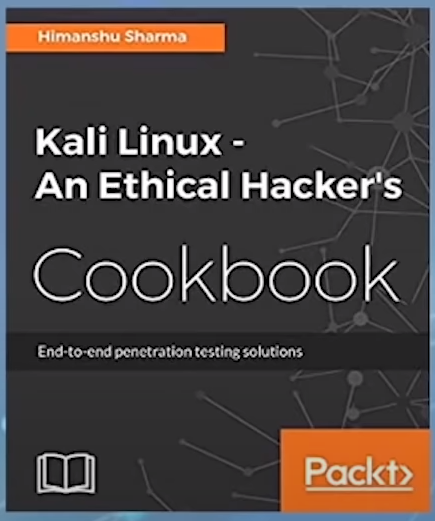 Himanshu Sharma
Kali Linux -
An Ethical Hacker's
Cookbook
End-to-end penetration testing solutions
Packt>